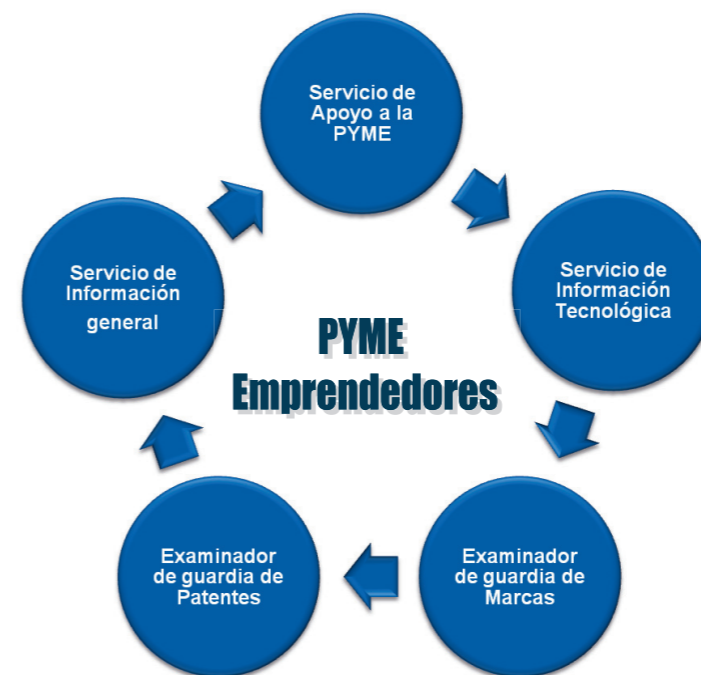 Servicio de
Apoyo a la
PYME
Servicio de
Información
Tecnológica
Examinador
de guardia de
Marcas
Examinador
de guardia de
Patentes
Servicio de
Información
general
PYME
Emprendedores